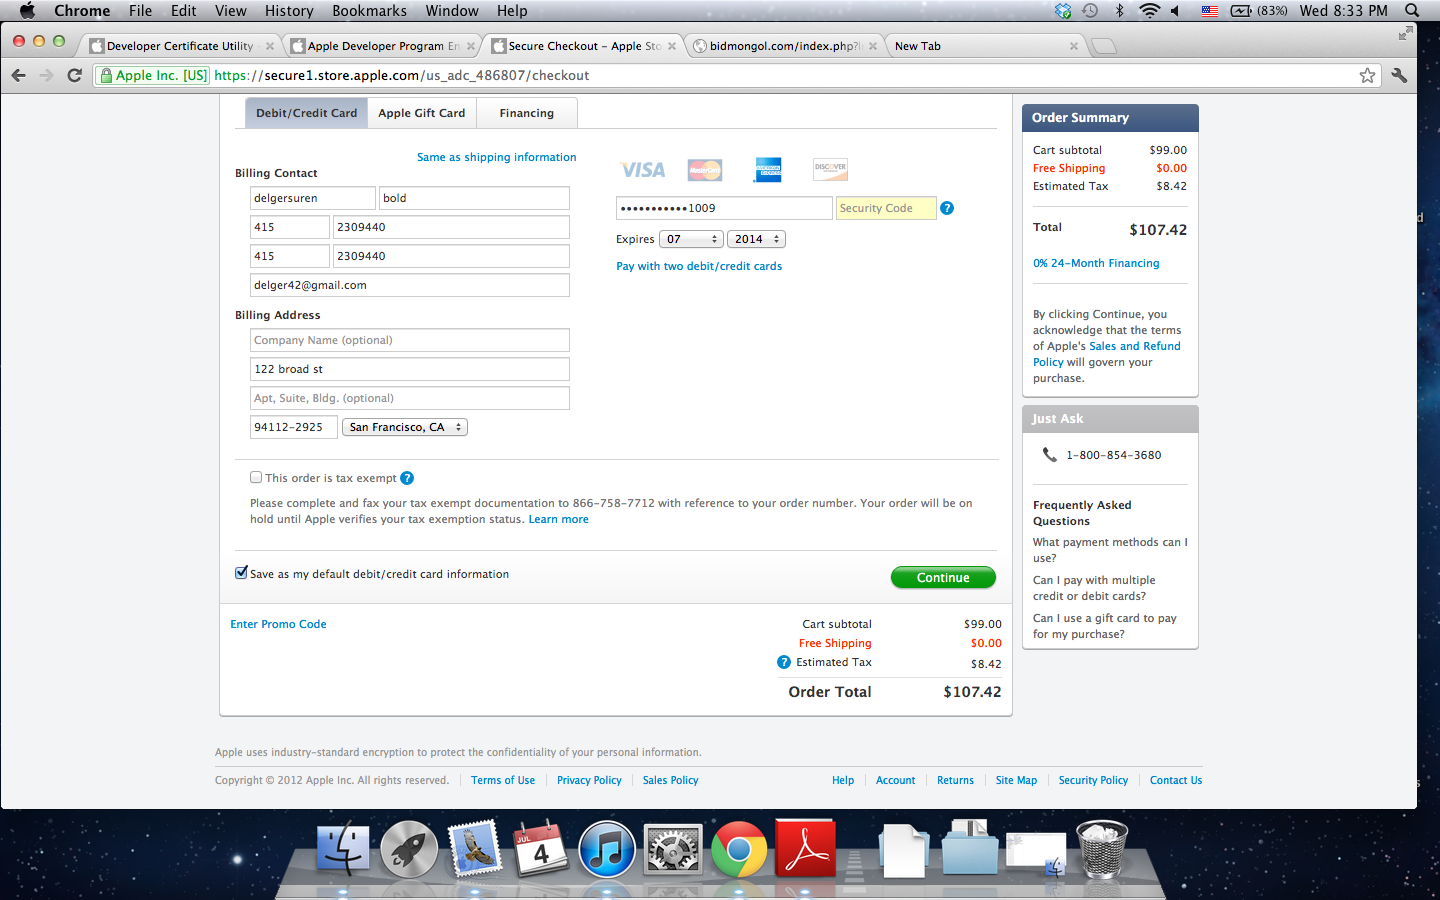 Chrome File Edit View History Bookmarks Window Help (83%) Wed 8:33 PM
Developer Certificate Utility - Apple Developer Program En Secure Checkout - Apple Sto bidmongol.com/index.php?l New Tab
Apple Inc. [US] https://secure1.store.apple.com/us_adc_486807/checkout
Debit/Credit Card Apple Gift Card Financing
Same as shipping information
Billing Contact
delgersuren bold
415 2309440
415 2309440
delger42@gmail.com
Billing Address
Company Name (optional)
122 broad st
Apt, Suite, Bldg. (optional)
94112-2925 San Francisco, CA
VISA MasterCard AMERICAN EXPRESS DISCOVER
•••••••••••1009 Security Code ?
Expires 07 2014
Pay with two debit/credit cards
This order is tax exempt ?
Please complete and fax your tax exempt documentation to 866-758-7712 with reference to your order number. Your order will be on
hold until Apple verifies your tax exemption status. Learn more
Save as my default debit/credit card information Continue
Enter Promo Code
Cart subtotal $99.00
Free Shipping $0.00
? Estimated Tax $8.42
Order Total $107.42
Order Summary
Cart subtotal $99.00
Free Shipping $0.00
Estimated Tax $8.42
Total $107.42
0% 24-Month Financing
By clicking Continue, you
acknowledge that the terms
of Apple's Sales and Refund
Policy will govern your
purchase.
Just Ask
1-800-854-3680
Frequently Asked
Questions
What payment methods can I
use?
Can I pay with multiple
credit or debit cards?
Can I use a gift card to pay
for my purchase?
Apple uses industry-standard encryption to protect the confidentiality of your personal information.
Copyright © 2012 Apple Inc. All rights reserved. Terms of Use Privacy Policy Sales Policy Help Account Returns Site Map Security Policy Contact Us
JUL
4